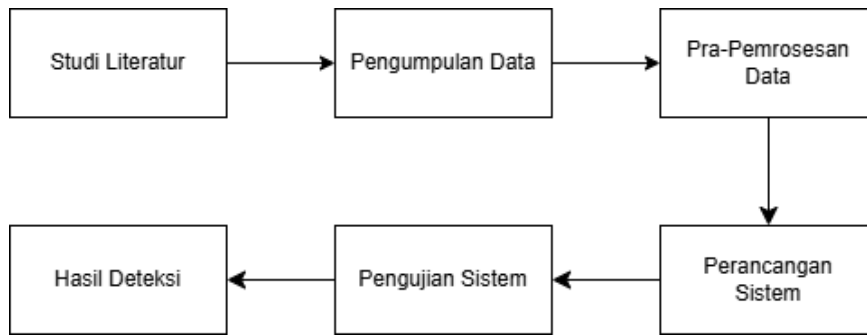 Studi Literatur
Pengumpulan Data
Pra-Pemrosesan
Data
Perancangan
Sistem
Pengujian Sistem
Hasil Deteksi